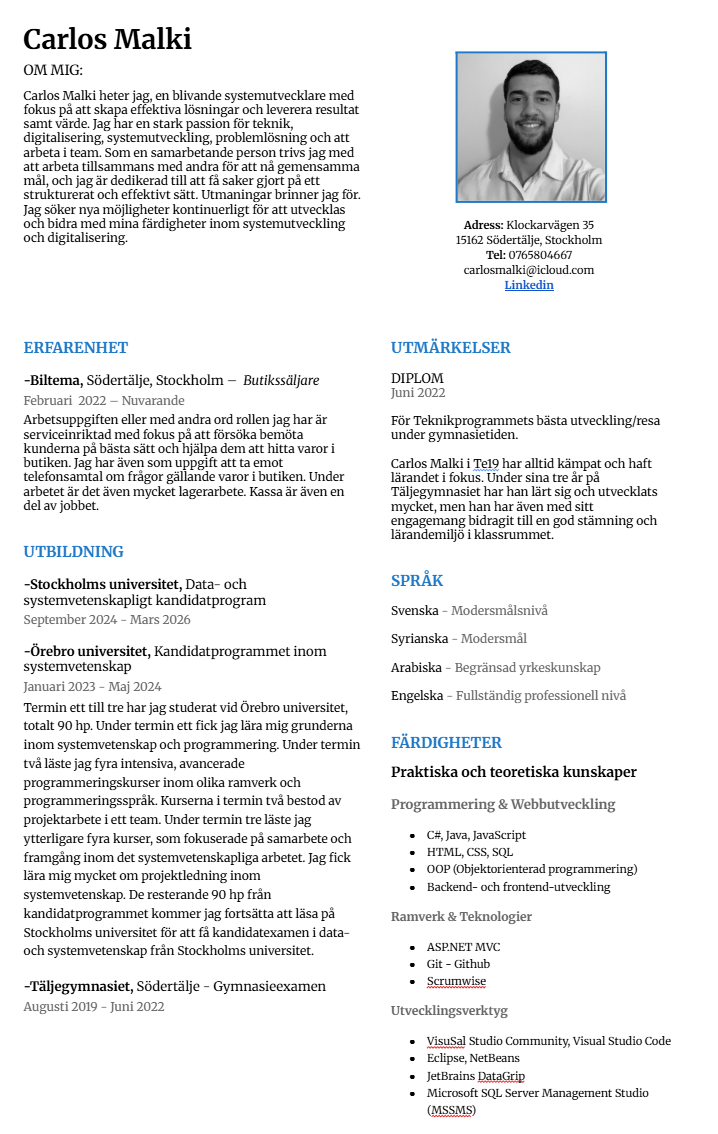 Carlos Malki
OM MIG:
Carlos Malki heter jag, en blivande systemutvecklare med
fokus på att skapa effektiva lösningar och leverera resultat
samt värde. Jag har en stark passion för teknik,
digitalisering, systemutveckling, problemlösning och att
arbeta i team. Som en samarbetande person trivs jag med
att arbeta tillsammans med andra för att nå gemensamma
mål, och jag är dedikerad till att få saker gjort på ett
strukturerat och effektivt sätt. Utmaningar brinner jag för.
Jag söker nya möjligheter kontinuerligt för att utvecklas
och bidra med mina färdigheter inom systemutveckling
och digitalisering.
Adress: Klockarvägen 35
15162 Södertälje, Stockholm
Tel: 0765804667
carlosmalki@icloud.com
Linkedin
ERFARENHET
-Biltema, Södertälje, Stockholm – Butikssäljare
Februari 2022 – Nuvarande
Arbetsuppgiften eller med andra ord rollen jag har är
serviceinriktad med fokus på att försöka bemöta
kunderna på bästa sätt och hjälpa dem att hitta varor i
butiken. Jag har även som uppgift att ta emot
telefonsamtal om frågor gällande varor i butiken. Under
arbetet är det även mycket lagerarbete. Kassa är även en
del av jobbet.
UTBILDNING
-Stockholms universitet, Data- och
systemvetenskapligt kandidatprogram
September 2024 - Mars 2026
-Örebro universitet, Kandidatprogrammet inom
systemvetenskap
Januari 2023 - Maj 2024
Termin ett till tre har jag studerat vid Örebro universitet,
totalt 90 hp. Under termin ett fick jag lära mig grunderna
inom systemvetenskap och programmering. Under termin
två läste jag fyra intensiva, avancerade
programmeringskurser inom olika ramverk och
programmeringsspråk. Kurserna i termin två bestod av
projektarbete i ett team. Under termin tre läste jag
ytterligare fyra kurser, som fokuserade på samarbete och
framgång inom det systemvetenskapliga arbetet. Jag fick
lära mig mycket om projektledning inom
systemvetenskap. De resterande 90 hp från
kandidatprogrammet kommer jag fortsätta att läsa på
Stockholms universitet för att få kandidatexamen i data-
och systemvetenskap från Stockholms universitet.
-Täljegymnasiet, Södertälje - Gymnasieexamen
Augusti 2019 - Juni 2022
UTMÄRKELSER
DIPLOM
Juni 2022
För Teknikprogrammets bästa utveckling/resa
under gymnasietiden.
Carlos Malki i Te19 har alltid kämpat och haft
lärandet i fokus. Under sina tre år på
Täljegymnasiet har han lärt sig och utvecklats
mycket, men han har även med sitt
engagemang bidragit till en god stämning och
lärandemiljö i klassrummet.
SPRÅK
Svenska - Modersmålsnivå
Syrianska - Modersmål
Arabiska - Begränsad yrkeskunskap
Engelska - Fullständig professionell nivå
FÄRDIGHETER
Praktiska och teoretiska kunskaper
Programmering & Webbutveckling
• C#, Java, JavaScript
• HTML, CSS, SQL
• OOP (Objektorienterad programmering)
• Backend- och frontend-utveckling
Ramverk & Teknologier
• ASP.NET MVC
• Git - Github
• Scrumwise
Utvecklingsverktyg
• VisuSal Studio Community, Visual Studio Code
• Eclipse, NetBeans
• JetBrains DataGrip
• Microsoft SQL Server Management Studio
(MSSMS)